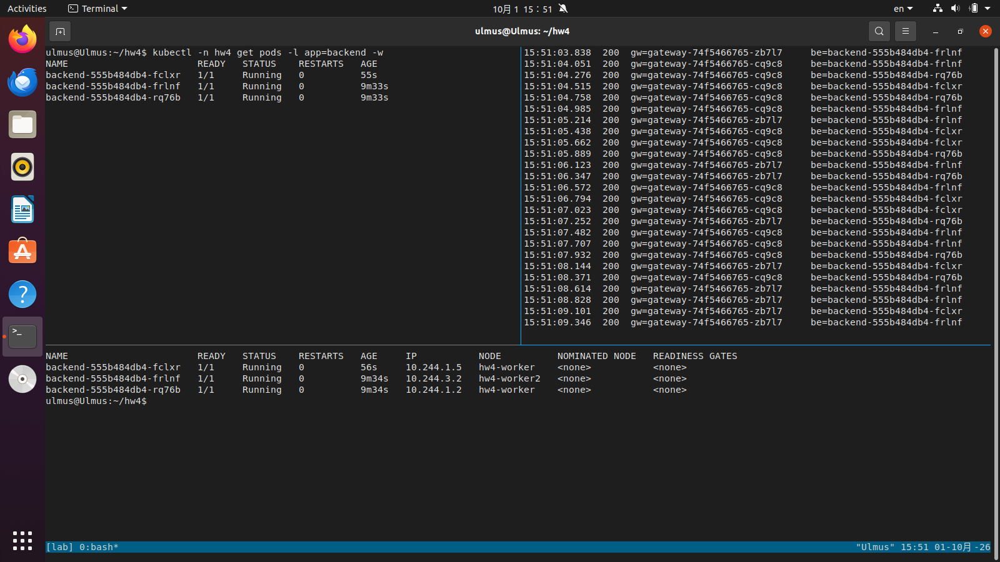 Activities Terminal 10月 1 15：51 en
ulmus@Ulmus: ~/hw4
ulmus@Ulmus:~/hw4$ kubectl -n hw4 get pods -l app=backend -w
NAME READY STATUS RESTARTS AGE
backend-555b484db4-fclxr 1/1 Running 0 55s
backend-555b484db4-frlnf 1/1 Running 0 9m33s
backend-555b484db4-rq76b 1/1 Running 0 9m33s
15:51:03.838 200 gw=gateway-74f5466765-zb7l7 be=backend-555b484db4-frlnf
15:51:04.051 200 gw=gateway-74f5466765-cq9c8 be=backend-555b484db4-frlnf
15:51:04.276 200 gw=gateway-74f5466765-cq9c8 be=backend-555b484db4-rq76b
15:51:04.515 200 gw=gateway-74f5466765-cq9c8 be=backend-555b484db4-fclxr
15:51:04.758 200 gw=gateway-74f5466765-cq9c8 be=backend-555b484db4-rq76b
15:51:04.985 200 gw=gateway-74f5466765-cq9c8 be=backend-555b484db4-frlnf
15:51:05.214 200 gw=gateway-74f5466765-zb7l7 be=backend-555b484db4-frlnf
15:51:05.438 200 gw=gateway-74f5466765-cq9c8 be=backend-555b484db4-fclxr
15:51:05.662 200 gw=gateway-74f5466765-cq9c8 be=backend-555b484db4-fclxr
15:51:05.889 200 gw=gateway-74f5466765-cq9c8 be=backend-555b484db4-rq76b
15:51:06.123 200 gw=gateway-74f5466765-zb7l7 be=backend-555b484db4-frlnf
15:51:06.347 200 gw=gateway-74f5466765-zb7l7 be=backend-555b484db4-rq76b
15:51:06.572 200 gw=gateway-74f5466765-cq9c8 be=backend-555b484db4-frlnf
15:51:06.794 200 gw=gateway-74f5466765-cq9c8 be=backend-555b484db4-fclxr
15:51:07.023 200 gw=gateway-74f5466765-cq9c8 be=backend-555b484db4-fclxr
15:51:07.252 200 gw=gateway-74f5466765-zb7l7 be=backend-555b484db4-rq76b
15:51:07.482 200 gw=gateway-74f5466765-cq9c8 be=backend-555b484db4-frlnf
15:51:07.707 200 gw=gateway-74f5466765-cq9c8 be=backend-555b484db4-frlnf
15:51:07.932 200 gw=gateway-74f5466765-cq9c8 be=backend-555b484db4-rq76b
15:51:08.144 200 gw=gateway-74f5466765-zb7l7 be=backend-555b484db4-fclxr
15:51:08.371 200 gw=gateway-74f5466765-cq9c8 be=backend-555b484db4-rq76b
15:51:08.614 200 gw=gateway-74f5466765-zb7l7 be=backend-555b484db4-frlnf
15:51:08.828 200 gw=gateway-74f5466765-zb7l7 be=backend-555b484db4-frlnf
15:51:09.101 200 gw=gateway-74f5466765-zb7l7 be=backend-555b484db4-fclxr
15:51:09.346 200 gw=gateway-74f5466765-zb7l7 be=backend-555b484db4-frlnf
NAME READY STATUS RESTARTS AGE IP NODE NOMINATED NODE READINESS GATES
backend-555b484db4-fclxr 1/1 Running 0 56s 10.244.1.5 hw4-worker <none> <none>
backend-555b484db4-frlnf 1/1 Running 0 9m34s 10.244.3.2 hw4-worker2 <none> <none>
backend-555b484db4-rq76b 1/1 Running 0 9m34s 10.244.1.2 hw4-worker <none> <none>
ulmus@Ulmus:~/hw4$
[lab] 0:bash* "Ulmus" 15:51 01-10月-26